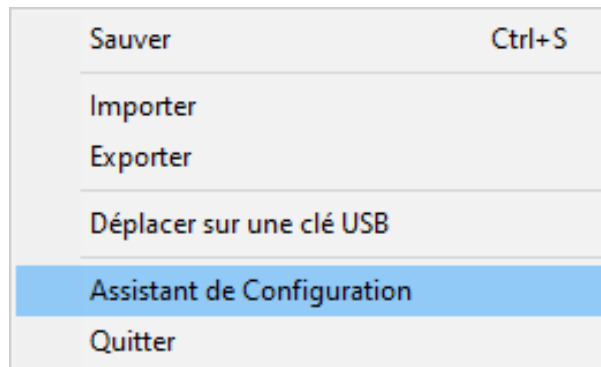 Sauver Ctrl+S
Importer
Exporter
Déplacer sur une clé USB
Assistant de Configuration
Quitter